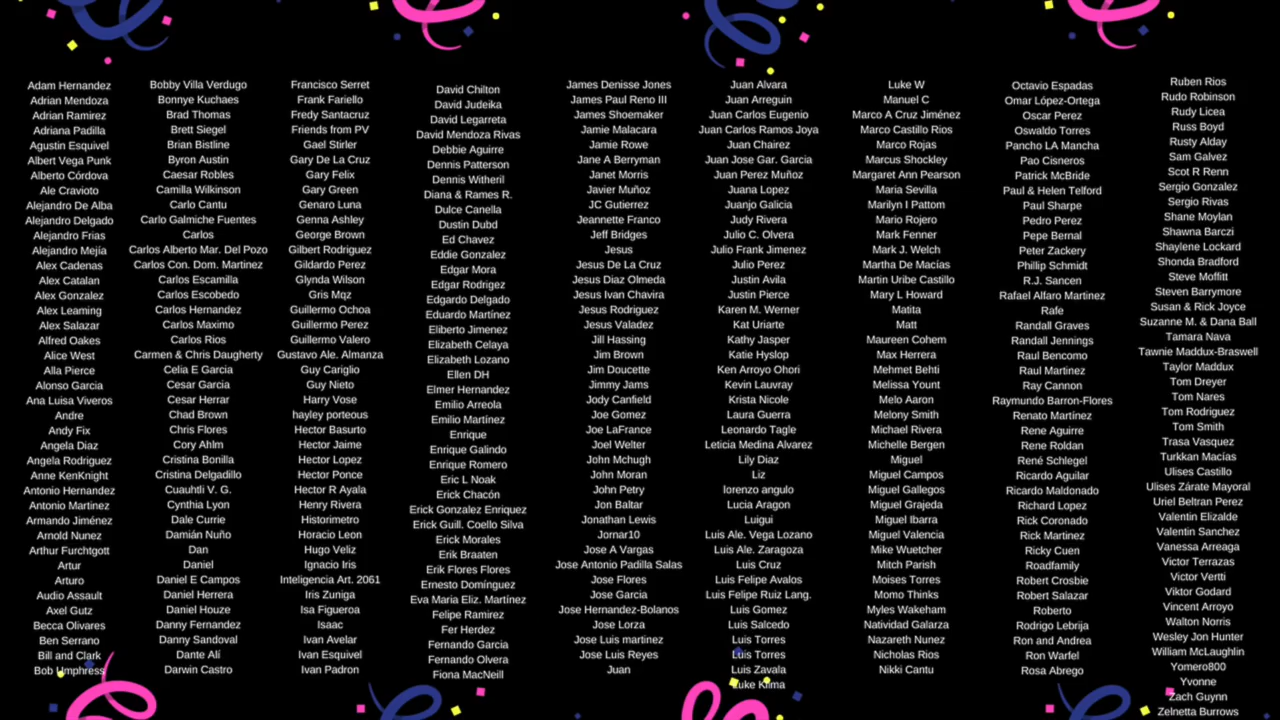 Adam Hernandez
Adrian Mendoza
Adrian Ramirez
Adriana Padilla
Agustin Esquivel
Albert Vega Punk
Alberto Córdova
Ale Cravioto
Alejandro De Alba
Alejandro Delgado
Alejandro Frias
Alejandro Mejía
Alex Cadenas
Alex Catalan
Alex Gonzalez
Alex Leaming
Alex Salazar
Alfred Oakes
Alice West
Alla Pierce
Alonso Garcia
Ana Luisa Viveros
Andre
Andy Fix
Angela Diaz
Angela Rodriguez
Anne KenKnight
Antonio Hernandez
Antonio Martinez
Armando Jiménez
Arnold Nunez
Arthur Furchtgott
Artur
Arturo
Audio Assault
Axel Gutz
Becca Olivares
Ben Serrano
Bill and Clark
Bob Umphress
Bobby Villa Verdugo
Bonnye Kuchaes
Brad Thomas
Brett Siegel
Brian Bistline
Byron Austin
Caesar Robles
Camilla Wilkinson
Carlo Cantu
Carlo Galmiche Fuentes
Carlos
Carlos Alberto Mar. Del Pozo
Carlos Con. Dom. Martinez
Carlos Escamilla
Carlos Escobedo
Carlos Hernandez
Carlos Maximo
Carlos Rios
Carmen & Chris Daugherty
Celia E Garcia
Cesar Garcia
Cesar Herrar
Chad Brown
Chris Flores
Cory Ahlm
Cristina Bonilla
Cristina Delgadillo
Cuauhtli V. G.
Cynthia Lyon
Dale Currie
Damián Nuño
Dan
Daniel
Daniel E Campos
Daniel Herrera
Daniel Houze
Danny Fernandez
Danny Sandoval
Dante Alí
Darwin Castro
Francisco Serret
Frank Fariello
Fredy Santacruz
Friends from PV
Gael Stirler
Gary De La Cruz
Gary Felix
Gary Green
Genaro Luna
Genna Ashley
George Brown
Gilbert Rodriguez
Gildardo Perez
Glynda Wilson
Gris Mqz
Guillermo Ochoa
Guillermo Perez
Guillermo Valero
Gustavo Ale. Almanza
Guy Cariglio
Guy Nieto
Harry Vose
hayley porteous
Hector Basurto
Hector Jaime
Hector Lopez
Hector Ponce
Hector R Ayala
Henry Rivera
Historimetro
Horacio Leon
Hugo Veliz
Ignacio Iris
Inteligencia Art. 2061
Iris Zuniga
Isa Figueroa
Isaac
Ivan Avelar
Ivan Esquivel
Ivan Padron
David Chilton
David Judeika
David Legarreta
David Mendoza Rivas
Debbie Aguirre
Dennis Patterson
Dennis Witheril
Diana & Rames R.
Dulce Canella
Dustin Dubd
Ed Chavez
Eddie Gonzalez
Edgar Mora
Edgar Rodrigez
Edgardo Delgado
Eduardo Martínez
Eliberto Jimenez
Elizabeth Celaya
Elizabeth Lozano
Ellen DH
Elmer Hernandez
Emilio Arreola
Emilio Martínez
Enrique
Enrique Galindo
Enrique Romero
Eric L Noak
Erick Chacón
Erick Gonzalez Enriquez
Erick Guill. Coello Silva
Erick Morales
Erik Braaten
Erik Flores Flores
Ernesto Domínguez
Eva Maria Eliz. Martínez
Felipe Ramirez
Fer Herdez
Fernando Garcia
Fernando Olvera
Fiona MacNeill
James Denisse Jones
James Paul Reno III
James Shoemaker
Jamie Malacara
Jamie Rowe
Jane A Berryman
Janet Morris
Javier Muñoz
JC Gutierrez
Jeannette Franco
Jeff Bridges
Jesus
Jesus De La Cruz
Jesus Diaz Olmeda
Jesus Ivan Chavira
Jesus Rodriguez
Jesus Valadez
Jill Hassing
Jim Brown
Jim Doucette
Jimmy Jams
Jody Canfield
Joe Gomez
Joe LaFrance
Joel Welter
John Mchugh
John Moran
John Petry
Jon Baltar
Jonathan Lewis
Jornar10
Jose A Vargas
Jose Antonio Padilla Salas
Jose Flores
Jose Garcia
Jose Hernandez-Bolanos
Jose Lorza
Jose Luis martinez
Jose Luis Reyes
Juan
Juan Alvara
Juan Arreguin
Juan Carlos Eugenio
Juan Carlos Ramos Joya
Juan Chairez
Juan Jose Gar. Garcia
Juan Perez Muñoz
Juana Lopez
Juanjo Galicia
Judy Rivera
Julio C. Olvera
Julio Frank Jimenez
Julio Perez
Justin Avila
Justin Pierce
Karen M. Werner
Kat Uriarte
Kathy Jasper
Katie Hyslop
Ken Arroyo Ohori
Kevin Lauvray
Krista Nicole
Laura Guerra
Leonardo Tagle
Leticia Medina Alvarez
Lily Diaz
Liz
lorenzo angulo
Lucia Aragon
Luigui
Luis Ale. Vega Lozano
Luis Ale. Zaragoza
Luis Cruz
Luis Felipe Avalos
Luis Felipe Ruiz Lang.
Luis Gomez
Luis Salcedo
Luis Torres
Luis Torres
Luis Zavala
Luke Klima
Luke W
Manuel C
Marco A Cruz Jiménez
Marco Castillo Rios
Marco Rojas
Marcus Shockley
Margaret Ann Pearson
Maria Sevilla
Marilyn I Pattom
Mario Rojero
Mark Fenner
Mark J. Welch
Martha De Macías
Martin Uribe Castillo
Mary L Howard
Matita
Matt
Maureen Cohem
Max Herrera
Mehmet Behti
Melissa Yount
Melo Aaron
Melony Smith
Michael Rivera
Michelle Bergen
Miguel
Miguel Campos
Miguel Gallegos
Miguel Grajeda
Miguel Ibarra
Miguel Valencia
Mike Wuetcher
Mitch Parish
Moises Torres
Momo Thinks
Myles Wakeham
Natividad Galarza
Nazareth Nunez
Nicholas Rios
Nikki Cantu
Octavio Espadas
Omar López-Ortega
Oscar Perez
Oswaldo Torres
Pancho LA Mancha
Pao Cisneros
Patrick McBride
Paul & Helen Telford
Paul Sharpe
Pedro Perez
Pepe Bernal
Peter Zackery
Phillip Schmidt
R.J. Sancen
Rafael Alfaro Martinez
Rafe
Randall Graves
Randall Jennings
Raul Bencomo
Raul Martinez
Ray Cannon
Raymundo Barron-Flores
Renato Martínez
Rene Aguirre
Rene Roldan
René Schlegel
Ricardo Aguilar
Ricardo Maldonado
Richard Lopez
Rick Coronado
Rick Martinez
Ricky Cuen
Roadfamily
Robert Crosbie
Robert Salazar
Roberto
Rodrigo Lebrija
Ron and Andrea
Ron Warfel
Rosa Abrego
Ruben Rios
Rudo Robinson
Rudy Licea
Russ Boyd
Rusty Alday
Sam Galvez
Scot R Renn
Sergio Gonzalez
Sergio Rivas
Shane Moylan
Shawna Barczi
Shaylene Lockard
Shonda Bradford
Steve Moffitt
Steven Barrymore
Susan & Rick Joyce
Suzanne M. & Dana Ball
Tamara Nava
Tawnie Maddux-Braswell
Taylor Maddux
Tom Dreyer
Tom Nares
Tom Rodriguez
Tom Smith
Trasa Vasquez
Turkkan Macías
Ulises Castillo
Ulises Zárate Mayoral
Uriel Beltran Perez
Valentin Elizalde
Valentin Sanchez
Vanessa Arreaga
Victor Terrazas
Victor Vertti
Viktor Godard
Vincent Arroyo
Walton Norris
Wesley Jon Hunter
William McLaughlin
Yomero800
Yvonne
Zach Guynn
Zelnetta Burrows